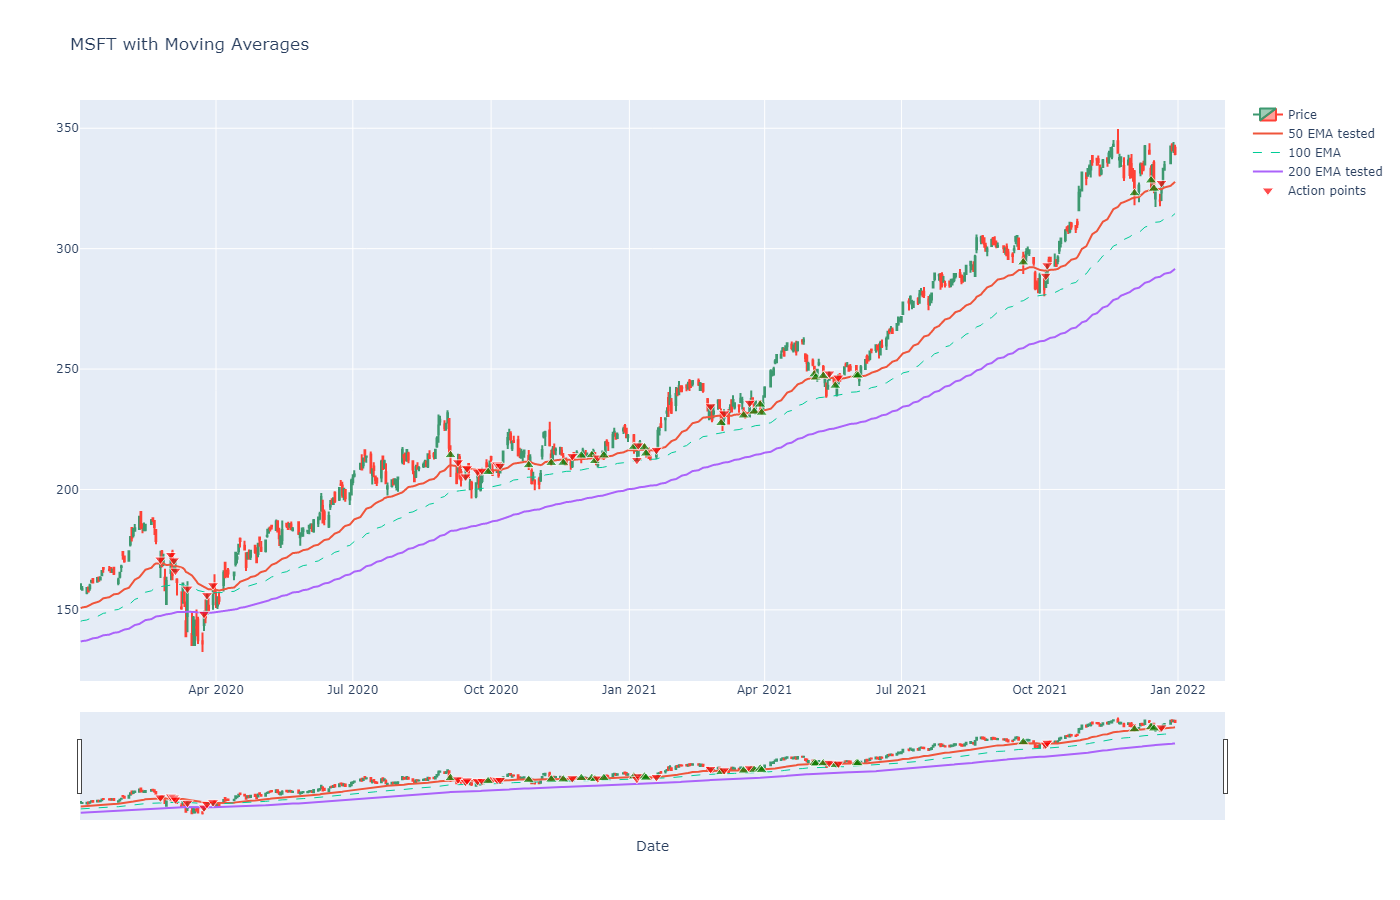 MSFT with Moving Averages
Price
50 EMA tested
100 EMA
200 EMA tested
Action points
350
300
250
200
150
Apr 2020
Jul 2020
Oct 2020
Jan 2021
Apr 2021
Jul 2021
Oct 2021
Jan 2022
Date